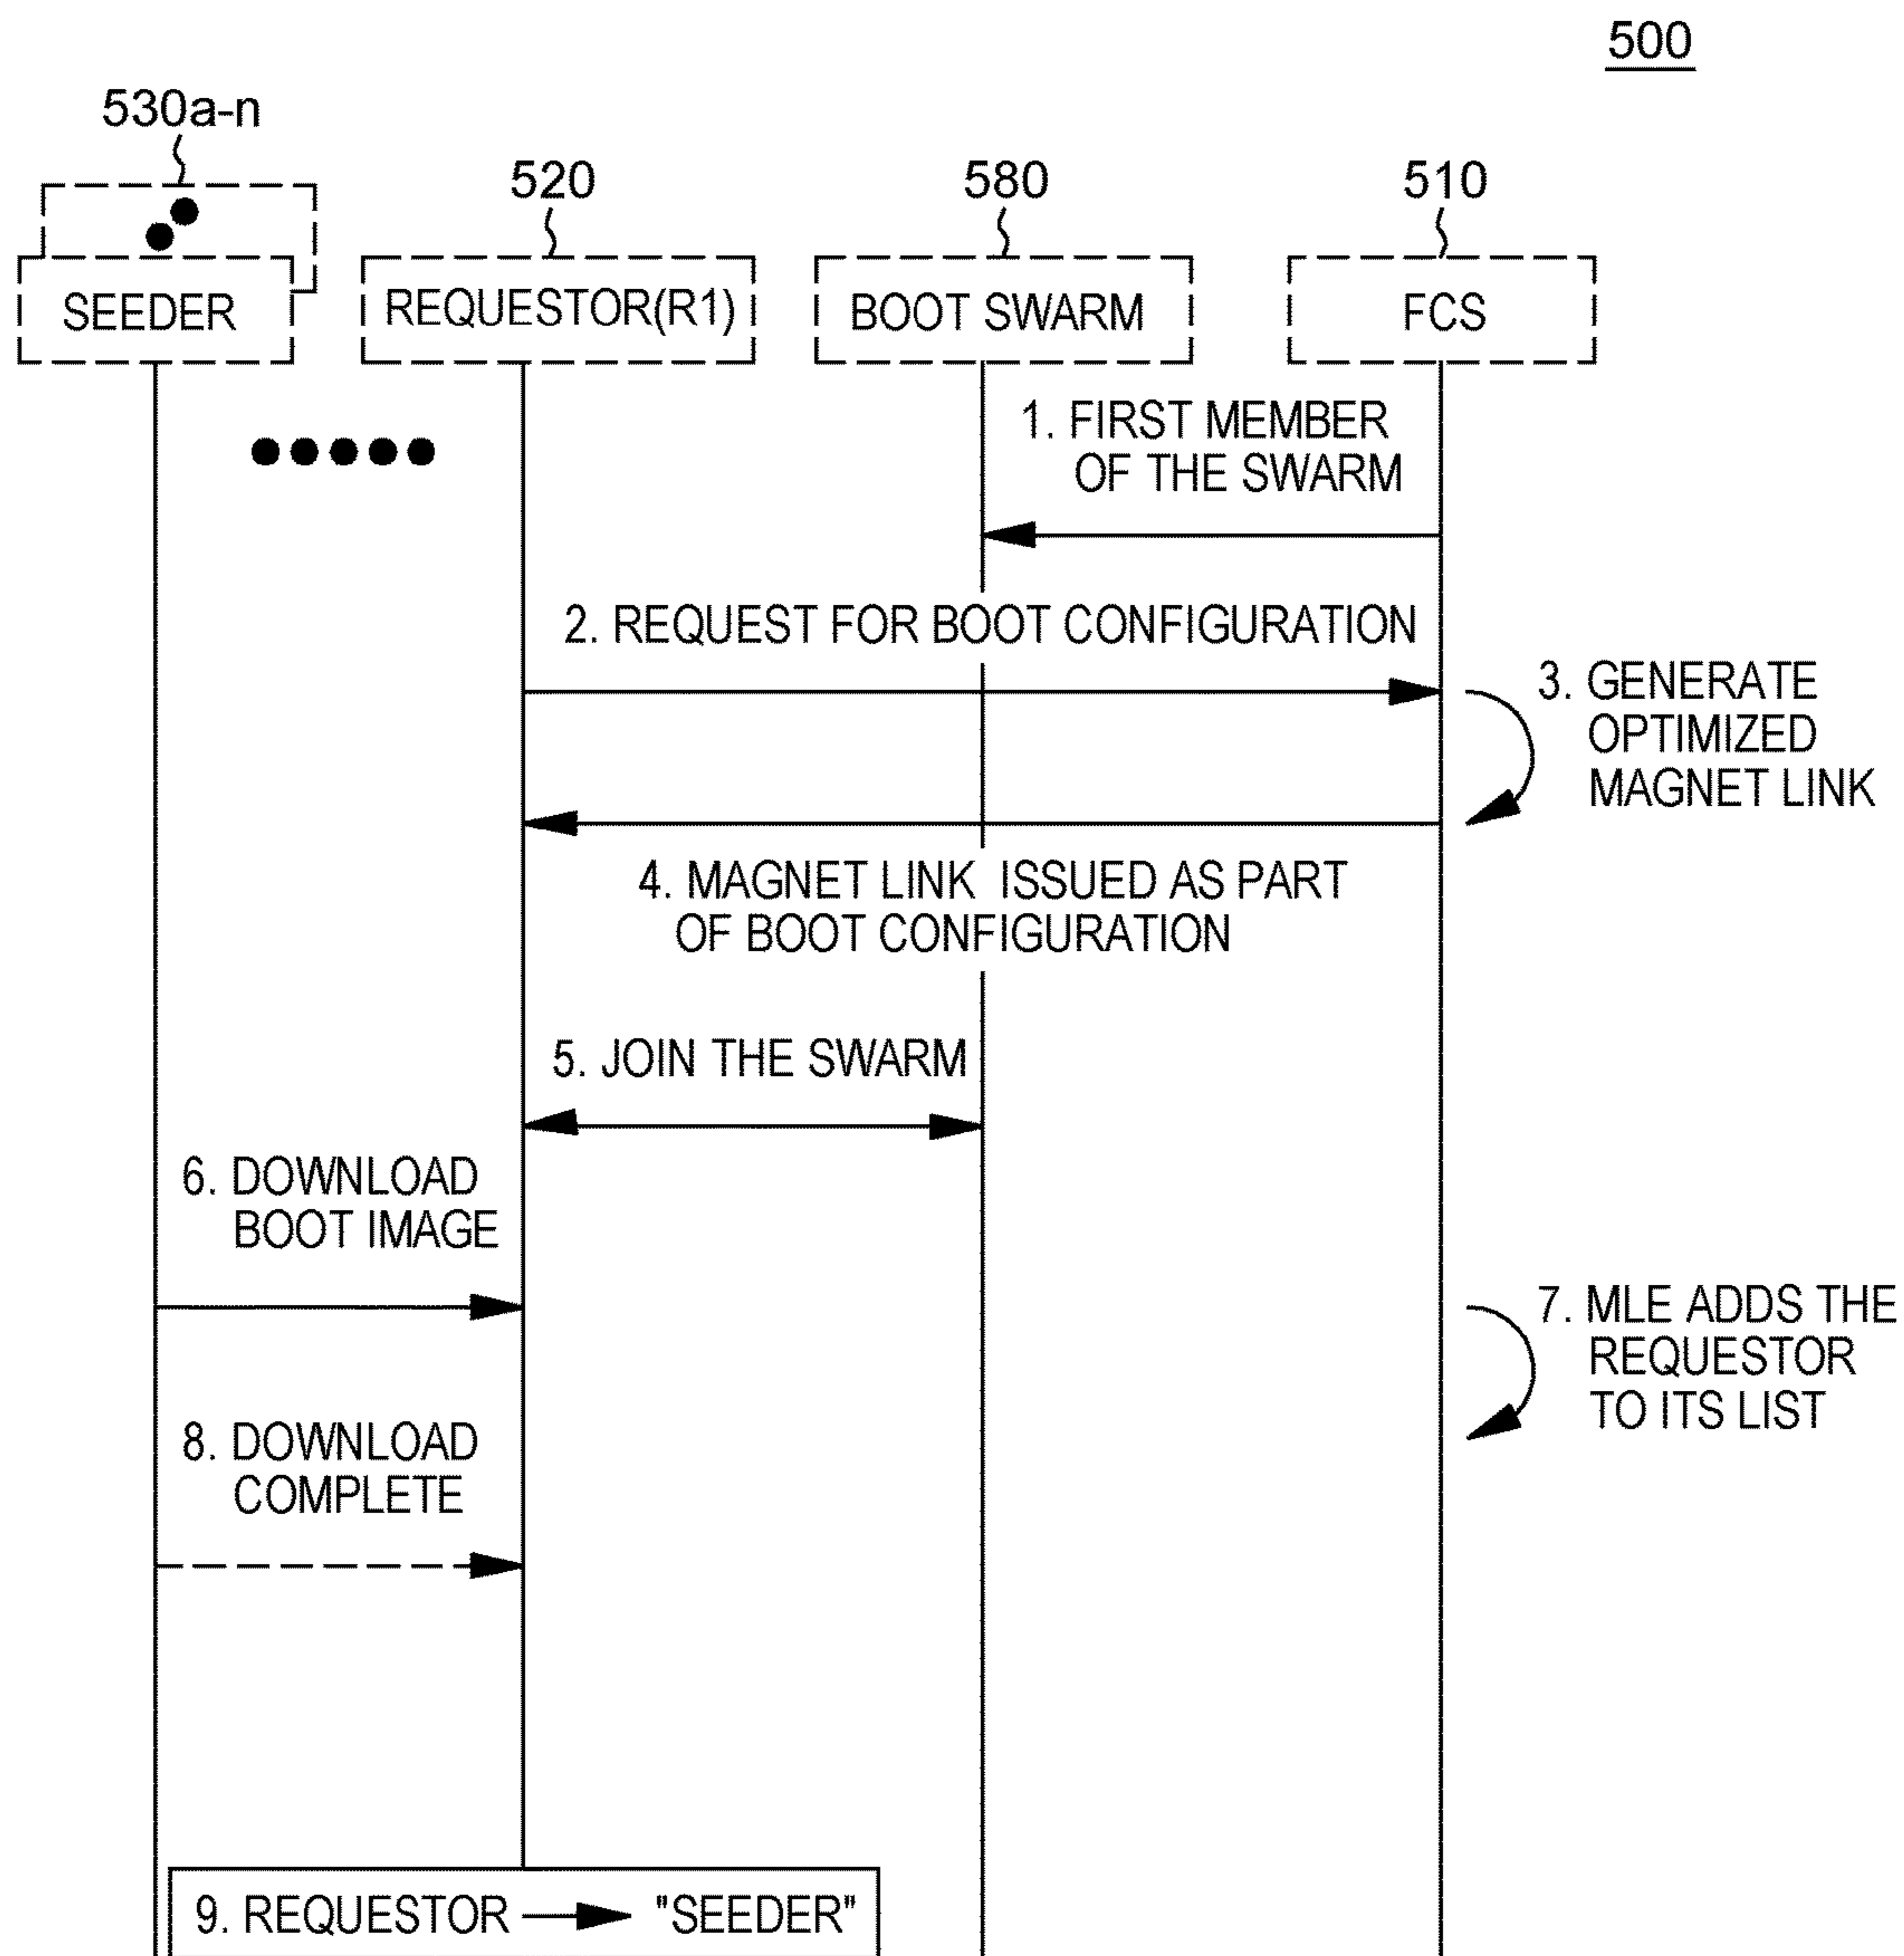 500
530a-n
520
580
510
SEEDER
REQUESTOR(R1)
BOOT SWARM
FCS
1. FIRST MEMBER
OF THE SWARM
2. REQUEST FOR BOOT CONFIGURATION
3. GENERATE
OPTIMIZED
MAGNET LINK
4. MAGNET LINK ISSUED AS PART
OF BOOT CONFIGURATION
5. JOIN THE SWARM
6. DOWNLOAD
BOOT IMAGE
7. MLE ADDS THE
REQUESTOR
TO ITS LIST
8. DOWNLOAD
COMPLETE
9. REQUESTOR "SEEDER"